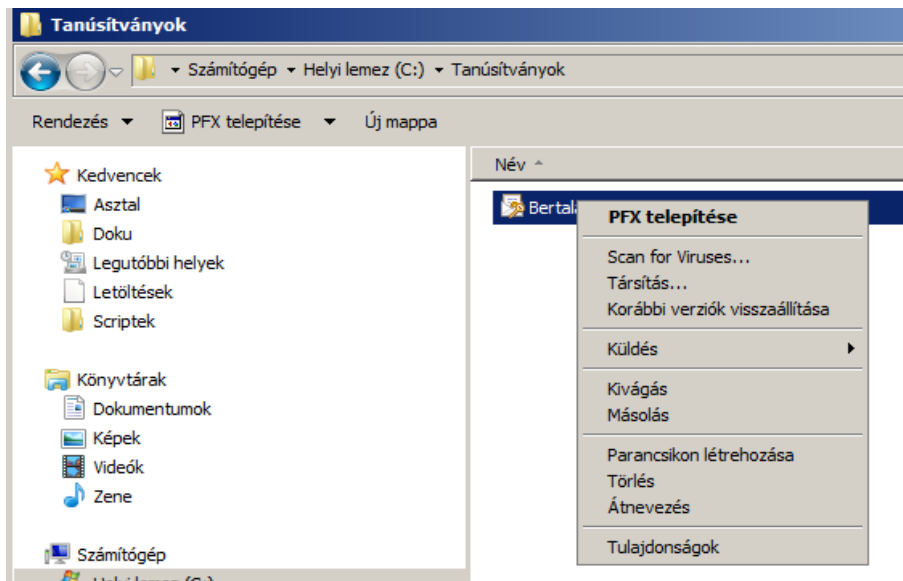 Tanúsítványok
Számítógép Helyi lemez (C:) Tanúsítványok
Rendezés PFX telepítése Új mappa
Kedvencek
Asztal
Doku
Legutóbbi helyek
Letöltések
Scriptek
Könyvtárak
Dokumentumok
Képek
Videók
Zene
Számítógép
Helyi lemez (C:)
Név
PFX telepítése
Scan for Viruses...
Társítás...
Korábbi verziók visszaállítása
Küldés
Kivágás
Másolás
Parancsikon létrehozása
Törlés
Átnevezés
Tulajdonságok